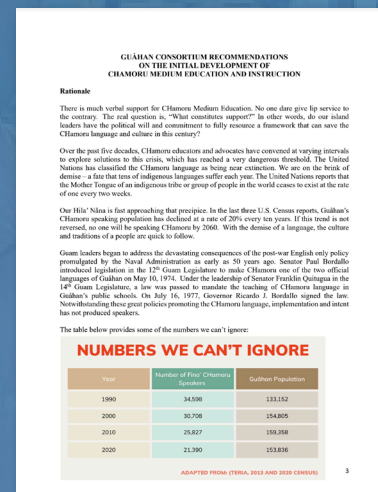 GUÅHAN CONSORTIUM RECOMMENDATIONS
ON THE INITIAL DEVELOPMENT OF
CHAMORU MEDIUM EDUCATION AND INSTRUCTION
Rationale
There is much verbal support for CHamoru Medium Education. No one dare give lip service to
the contrary. The real question is, “What constitutes support?” In other words, do our island
leaders have the political will and commitment to fully resource a framework that can save the
CHamoru language and culture in this century?
Over the past five decades, CHamoru educators and advocates have convened at varying intervals
to explore solutions to this crisis, which has reached a very dangerous threshold. The United
Nations has classified the CHamoru language as being near extinction. We are on the brink of
demise – a fate that tens of indigenous languages suffer each year. The United Nations reports that
the Mother Tongue of an indigenous tribe or group of people in the world ceases to exist at the rate
of one every two weeks.
Our Hila’ Nåna is fast approaching that precipice. In the last three U.S. Census reports, Guåhan’s
CHamoru speaking population has declined at a rate of 20% every ten years. If this trend is not
reversed, no one will be speaking CHamoru by 2060. With the demise of a language, the culture
and traditions of a people are quick to follow.
Guam leaders began to address the devastating consequences of the post-war English only policy
promulgated by the Naval Administration as early as 50 years ago. Senator Paul Bordallo
introduced legislation in the 12th Guam Legislature to make CHamoru one of the two official
languages of Guåhan on May 10, 1974. Under the leadership of Senator Franklin Quitugua in the
14th Guam Legislature, a law was passed to mandate the teaching of CHamoru language in
Guåhan’s public schools. On July 16, 1977, Governor Ricardo J. Bordallo signed the law.
Notwithstanding these great policies promoting the CHamoru language, implementation and intent
has not produced speakers.
The table below provides some of the numbers we can’t ignore:
NUMBERS WE CAN’T IGNORE
Year Number of Fino’ CHamoru Speakers Guåhan Population
1990 34,598 133,152
2000 30,708 154,805
2010 25,827 159,358
2020 21,390 153,836
ADAPTED FROM: (TERIA, 2013 AND 2020 CENSUS)
3